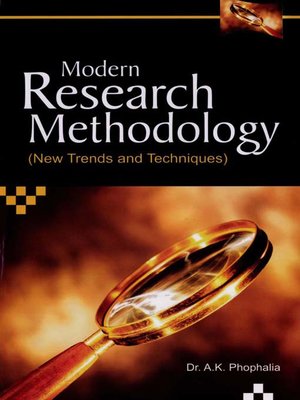 Modern
Research
Methodology
(New Trends and Techniques)
Dr. A.K. Phophalia